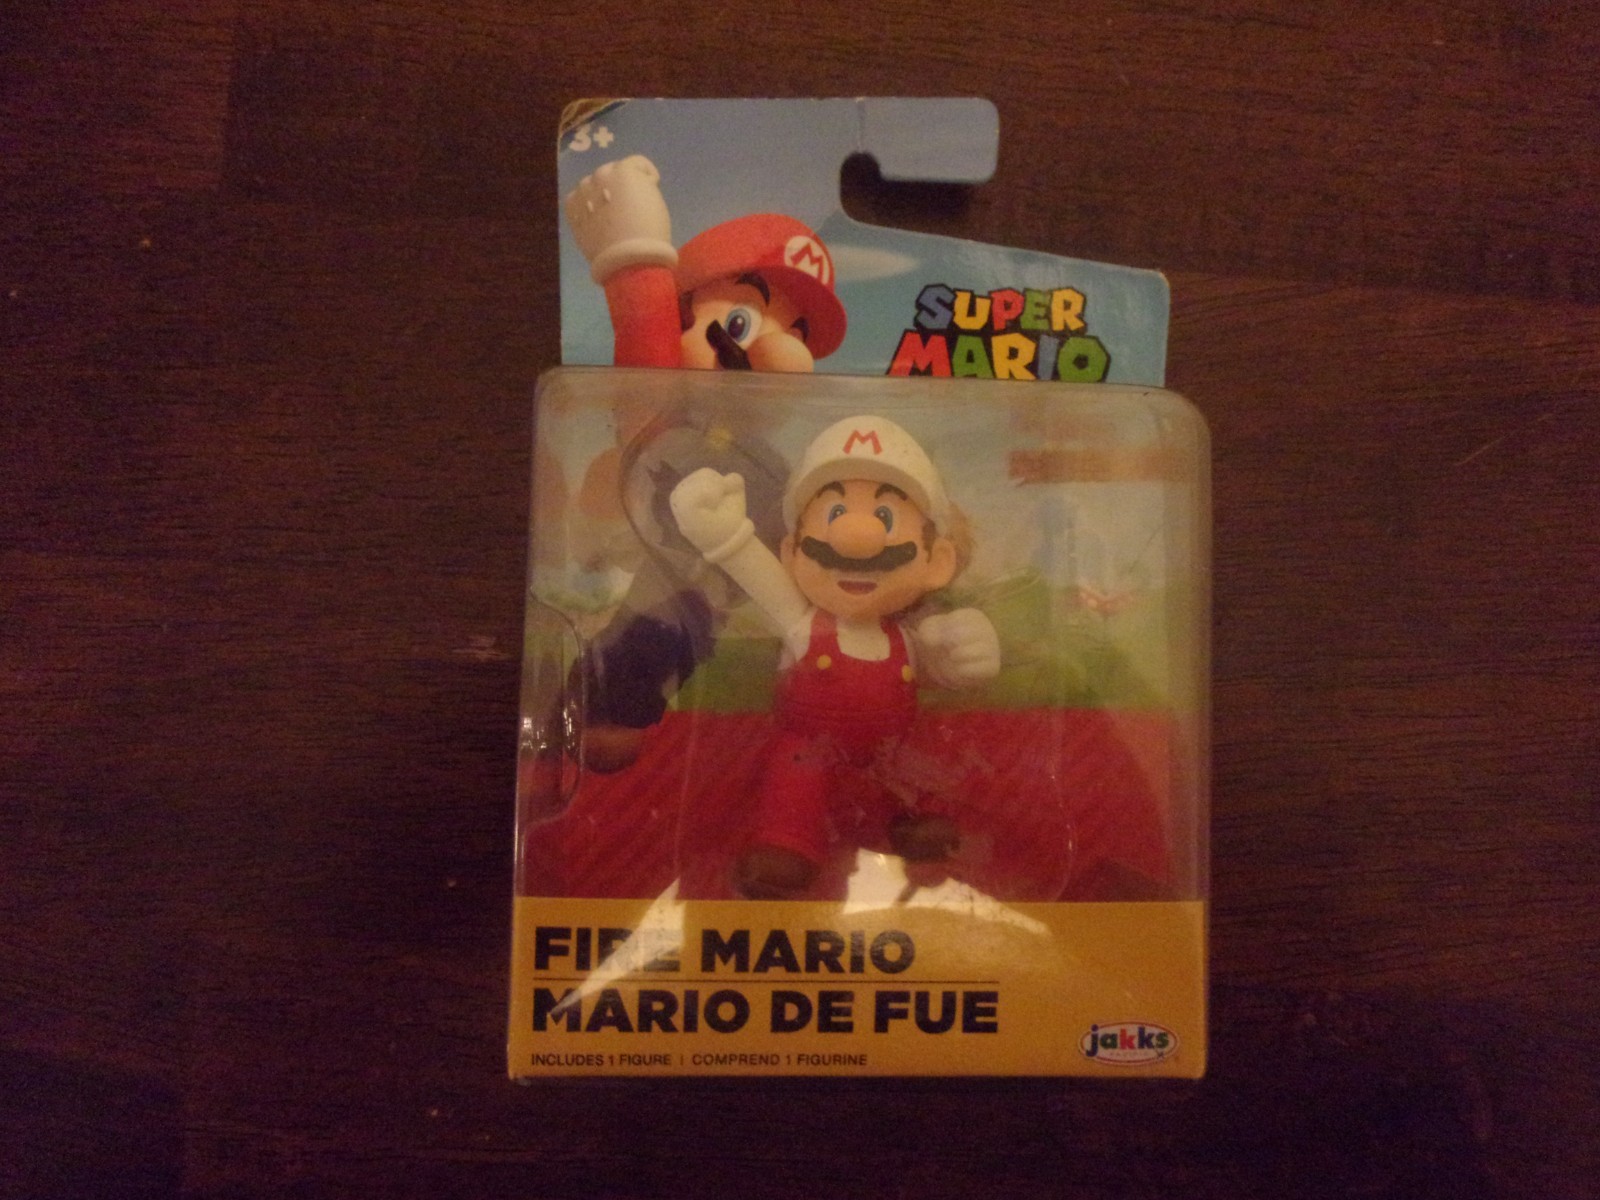 3+
M
SUPER
MARIO
M
FIRE MARIO
MARIO DE FUE
INCLUDES 1 FIGURE | COMPREND 1 FIGURINE
jakks